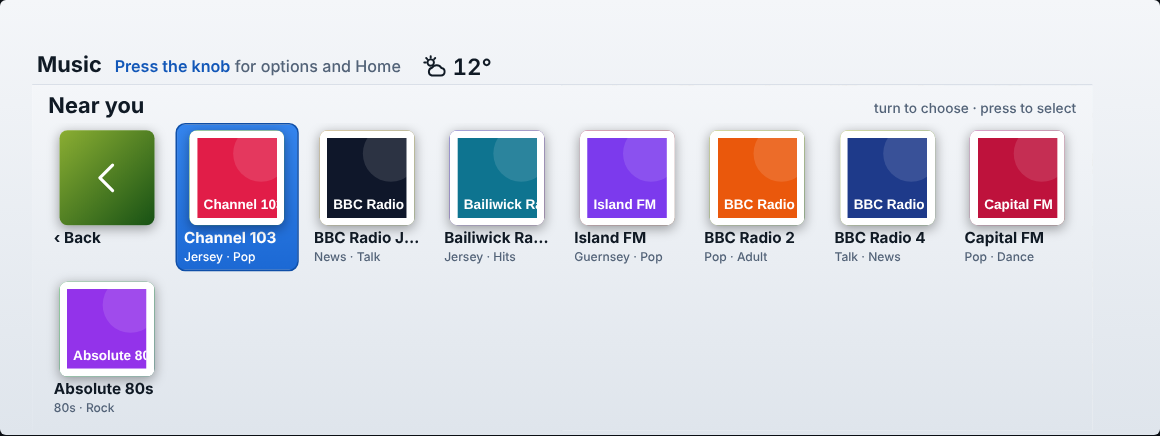 Music Press the knob for options and Home 12°
Near you turn to choose · press to select
Channel 10
BBC Radio
Bailiwick Ra
Island FM
BBC Radio
BBC Radio
Capital FM
‹ Back
Channel 103
BBC Radio J...
Bailiwick Ra...
Island FM
BBC Radio 2
BBC Radio 4
Capital FM
Jersey · Pop
News · Talk
Jersey · Hits
Guernsey · Pop
Pop · Adult
Talk · News
Pop · Dance
Absolute 80
Absolute 80s
80s · Rock